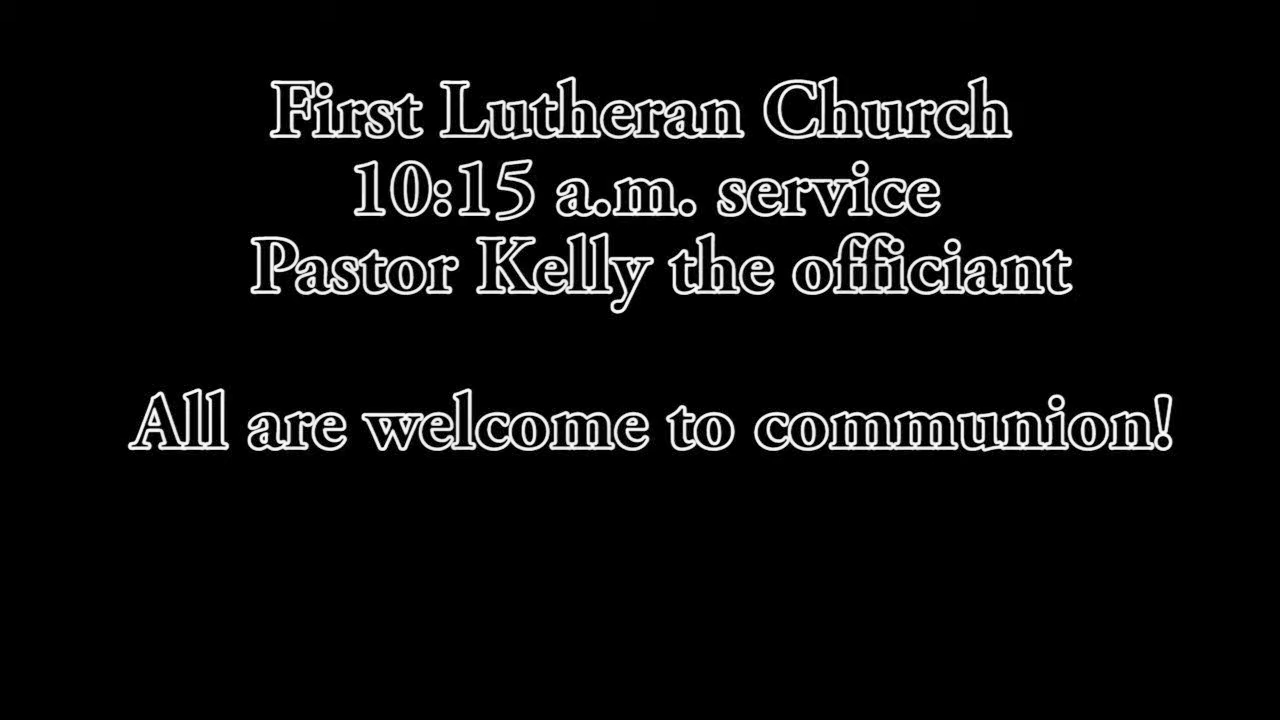 First Lutheran Church
10:15 a.m. service
Pastor Kelly the officiant
All are welcome to communion!